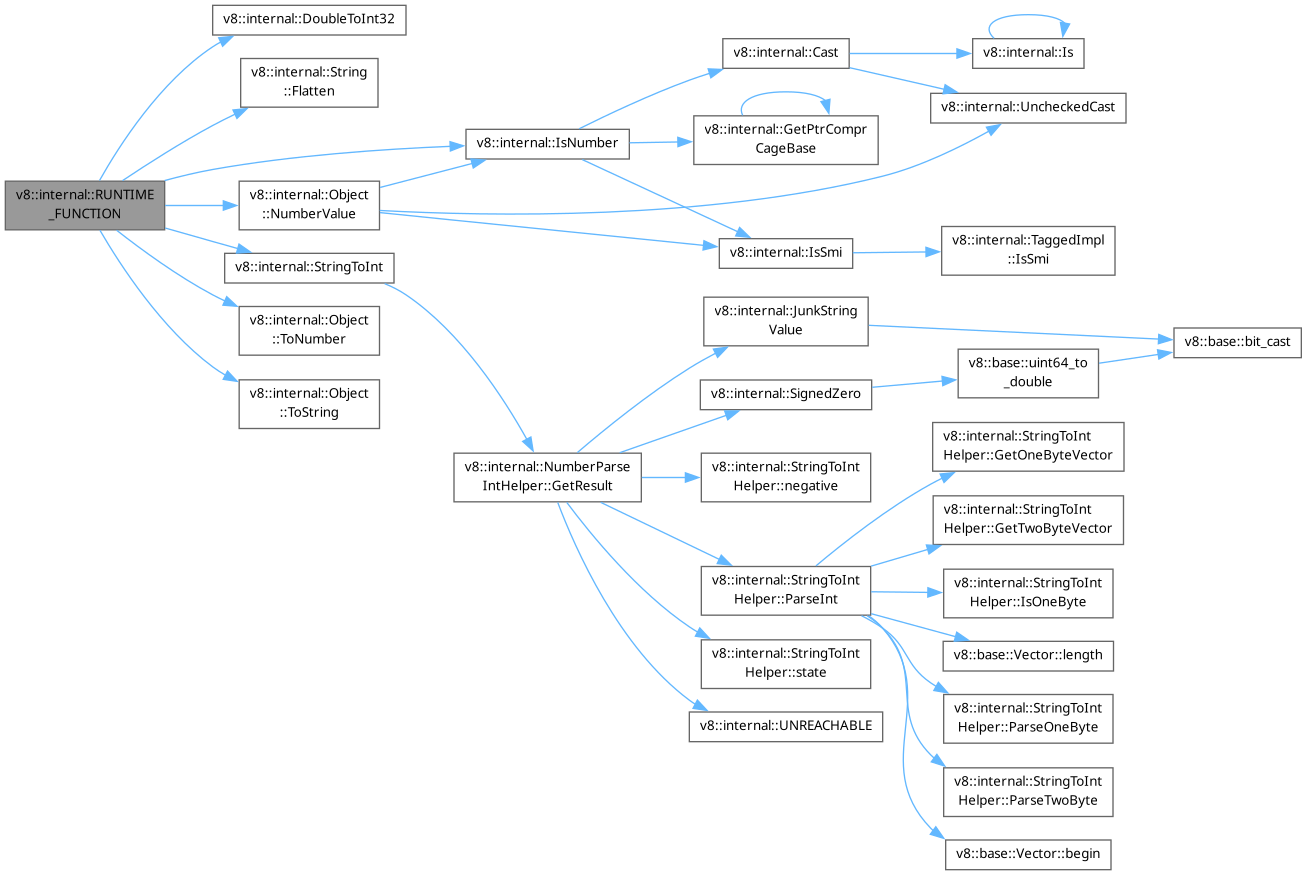 v8::internal::DoubleToInt32
v8::internal::String
::Flatten
v8::internal::Cast
v8::internal::Is
v8::internal::UncheckedCast
v8::internal::GetPtrCompr
CageBase
v8::internal::IsNumber
v8::internal::RUNTIME
_FUNCTION
v8::internal::Object
::NumberValue
v8::internal::IsSmi
v8::internal::TaggedImpl
::IsSmi
v8::internal::StringToInt
v8::internal::Object
::ToNumber
v8::internal::JunkString
Value
v8::base::bit_cast
v8::base::uint64_to
_double
v8::internal::Object
::ToString
v8::internal::SignedZero
v8::internal::StringToInt
Helper::GetOneByteVector
v8::internal::NumberParse
IntHelper::GetResult
v8::internal::StringToInt
Helper::negative
v8::internal::StringToInt
Helper::GetTwoByteVector
v8::internal::StringToInt
Helper::ParseInt
v8::internal::StringToInt
Helper::IsOneByte
v8::internal::StringToInt
Helper::state
v8::base::Vector::length
v8::internal::StringToInt
Helper::ParseOneByte
v8::internal::UNREACHABLE
v8::internal::StringToInt
Helper::ParseTwoByte
v8::base::Vector::begin